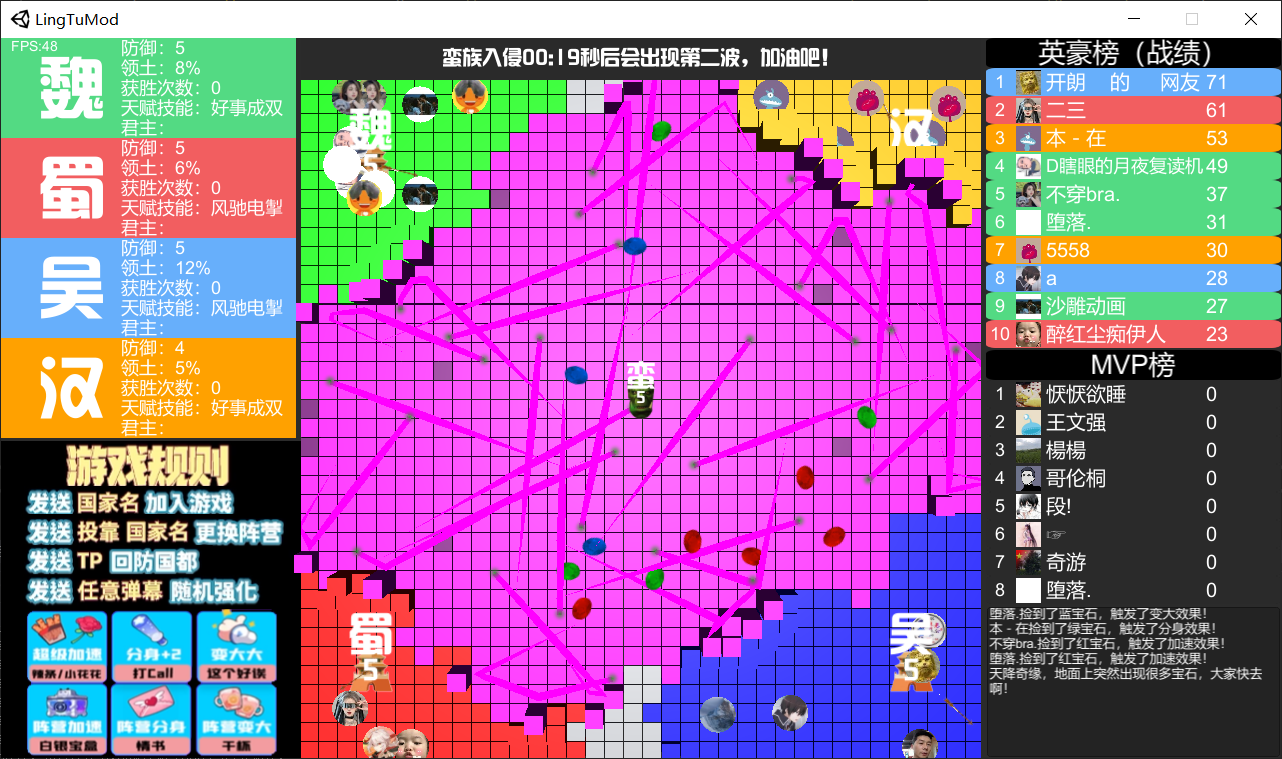 LingTuMod
FPS:48
魏
防御：5
领土：8%
获胜次数：0
天赋技能：好事成双
君主：
蜀
防御：5
领土：6%
获胜次数：0
天赋技能：风驰电掣
君主：
吴
防御：5
领土：12%
获胜次数：0
天赋技能：风驰电掣
君主：
汉
防御：4
领土：5%
获胜次数：0
天赋技能：好事成双
君主：
游戏规则
发送 国家名 加入游戏
发送 投靠 国家名 更换阵营
发送 TP 回防国都
发送 任意弹幕 随机强化
超级加速
辣条/小花花
分身+2
打Call
变大大
这个好诶
阵营加速
白银宝盒
阵营分身
情书
阵营变大
干杯
蛮族入侵00:19秒后会出现第二波，加油吧！
魏
5
汉
蛮
5
蜀
5
吴
5
英豪榜（战绩）
1 开朗 的 网友 71
2 二三 61
3 本 - 在 53
4 D瞎眼的月夜复读机 49
5 不穿bra. 37
6 堕落. 31
7 5558 30
8 a 28
9 沙雕动画 27
10 醉红尘痴伊人 23
MVP榜
1 恹恹欲睡 0
2 王文强 0
3 楊楊 0
4 哥伦桐 0
5 段! 0
6 ☞ 0
7 奇游 0
8 堕落. 0
堕落.捡到了蓝宝石，触发了变大效果！
本 - 在捡到了绿宝石，触发了分身效果！
不穿bra.捡到了红宝石，触发了加速效果！
堕落.捡到了红宝石，触发了加速效果！
天降奇缘，地面上突然出现很多宝石，大家快去
啊！